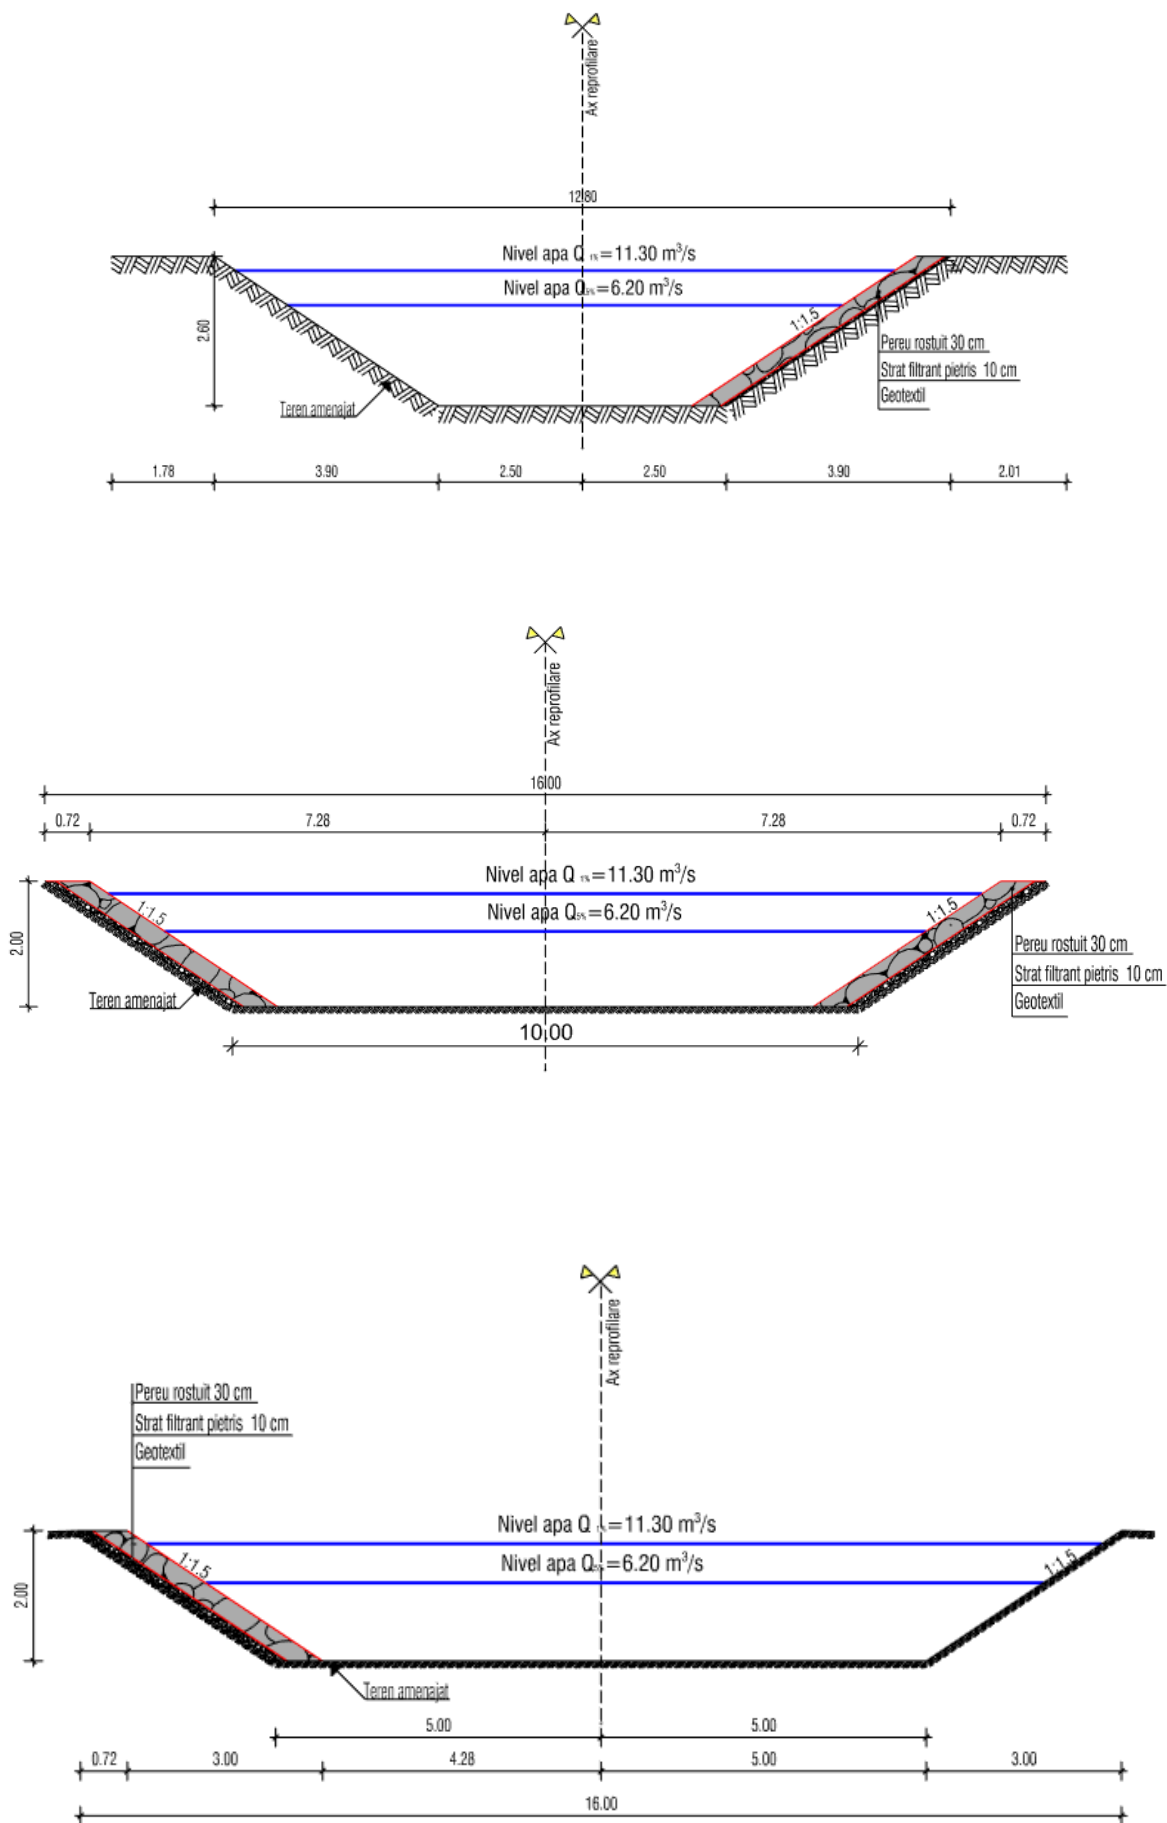 Ax reprofilare
12.80
Nivel apa Q 1%=11.30 m³/s
Nivel apa Q5%=6.20 m³/s
2.60
1:1.5
Pereu rostuit 30 cm
Strat filtrant pietris 10 cm
Geotextil
Teren amenajat
1.78 3.90 2.50 2.50 3.90 2.01
Ax reprofilare
16.00
0.72 7.28 7.28 0.72
Nivel apa Q 1%=11.30 m³/s
Nivel apa Q5%=6.20 m³/s
2.00
1:1.5
1:1.5
Pereu rostuit 30 cm
Strat filtrant pietris 10 cm
Geotextil
Teren amenajat
10.00
Ax reprofilare
Pereu rostuit 30 cm
Strat filtrant pietris 10 cm
Geotextil
Nivel apa Q =11.30 m³/s
Nivel apa Q =6.20 m³/s
2.00
1:1.5
1:1.5
Teren amenajat
5.00 5.00
0.72 3.00 4.28 5.00 3.00
16.00